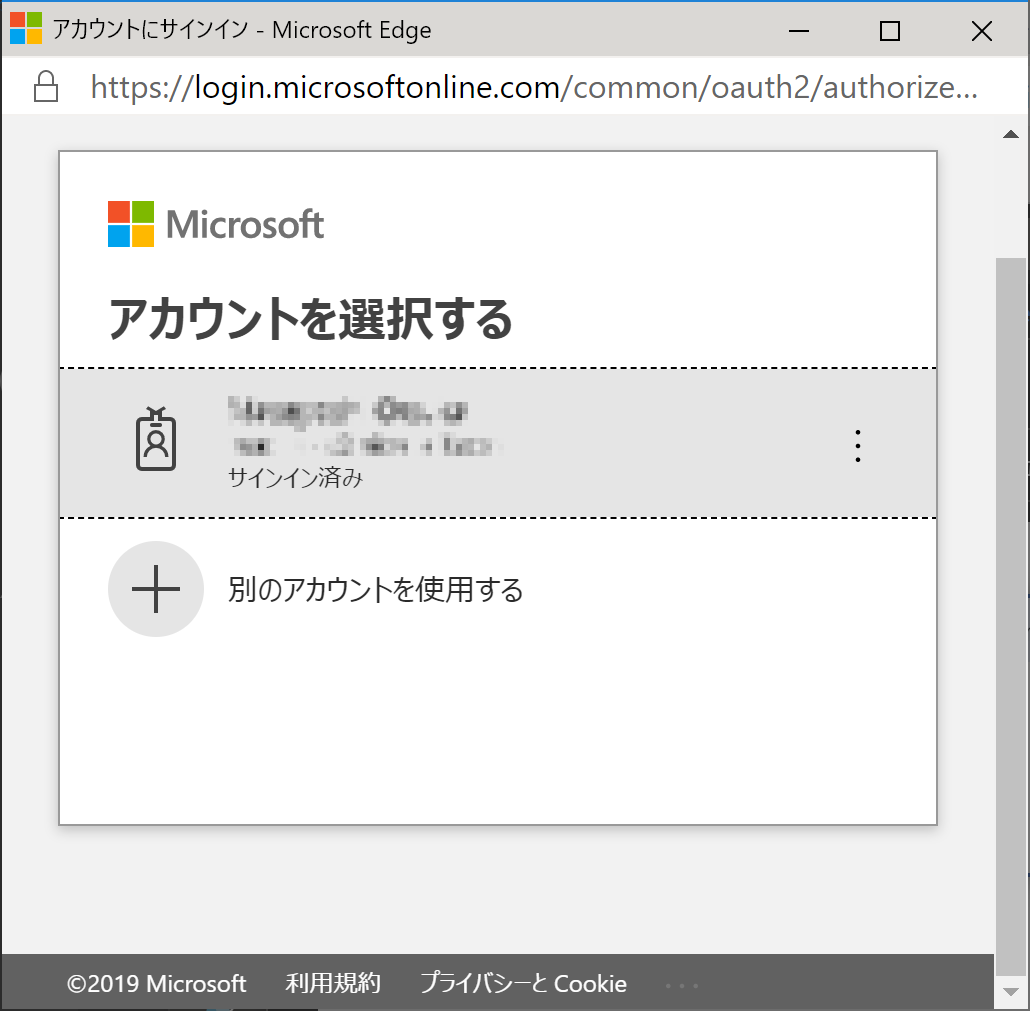 アカウントにサインイン - Microsoft Edge
https://login.microsoftonline.com/common/oauth2/authorize...
Microsoft
アカウントを選択する
サインイン済み
別のアカウントを使用する
©2019 Microsoft 利用規約 プライバシーと Cookie ...